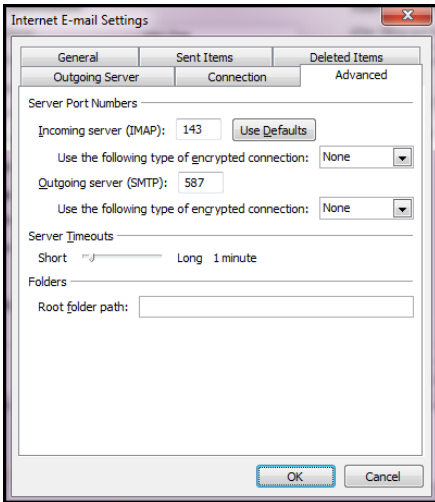 Internet E-mail Settings
General Sent Items Deleted Items
Outgoing Server Connection Advanced
Server Port Numbers
Incoming server (IMAP): 143 Use Defaults
Use the following type of encrypted connection: None
Outgoing server (SMTP): 587
Use the following type of encrypted connection: None
Server Timeouts
Short Long 1 minute
Folders
Root folder path:
OK Cancel